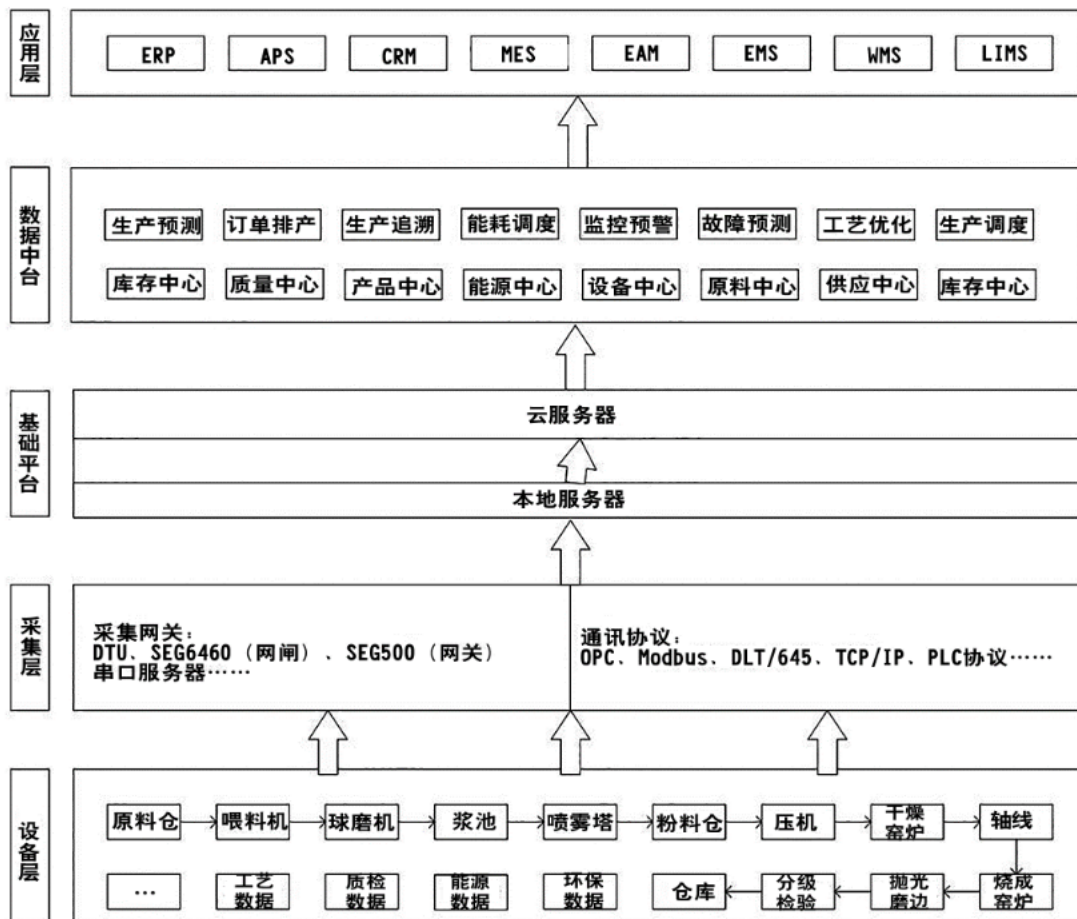 应用层
ERP
APS
CRM
MES
EAM
EMS
WMS
LIMS
数据中台
生产预测
订单排产
生产追溯
能耗调度
监控预警
故障预测
工艺优化
生产调度
库存中心
质量中心
产品中心
能源中心
设备中心
原料中心
供应中心
库存中心
基础平台
云服务器
本地服务器
采集层
采集网关：
DTU、SEG6460（网闸）、SEG500（网关）
串口服务器……
通讯协议：
OPC、Modbus、DLT/645、TCP/IP、PLC协议……
设备层
原料仓
喂料机
球磨机
浆池
喷雾塔
粉料仓
压机
干燥
窑炉
轴线
…
工艺
数据
质检
数据
能源
数据
环保
数据
仓库
分级
检验
抛光
磨边
烧成
窑炉